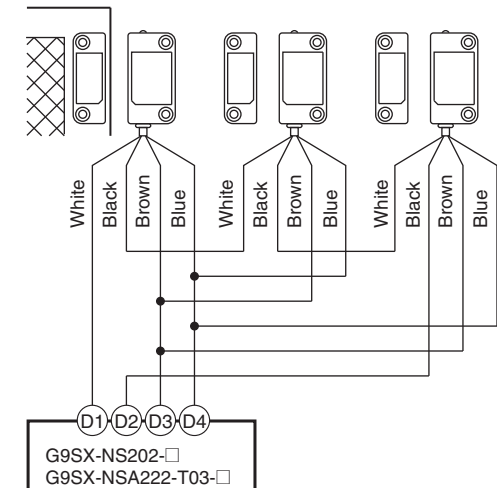 White
Black
Brown
Blue
White
Black
Brown
Blue
White
Black
Brown
Blue
D1 D2 D3 D4
G9SX-NS202-□
G9SX-NSA222-T03-□